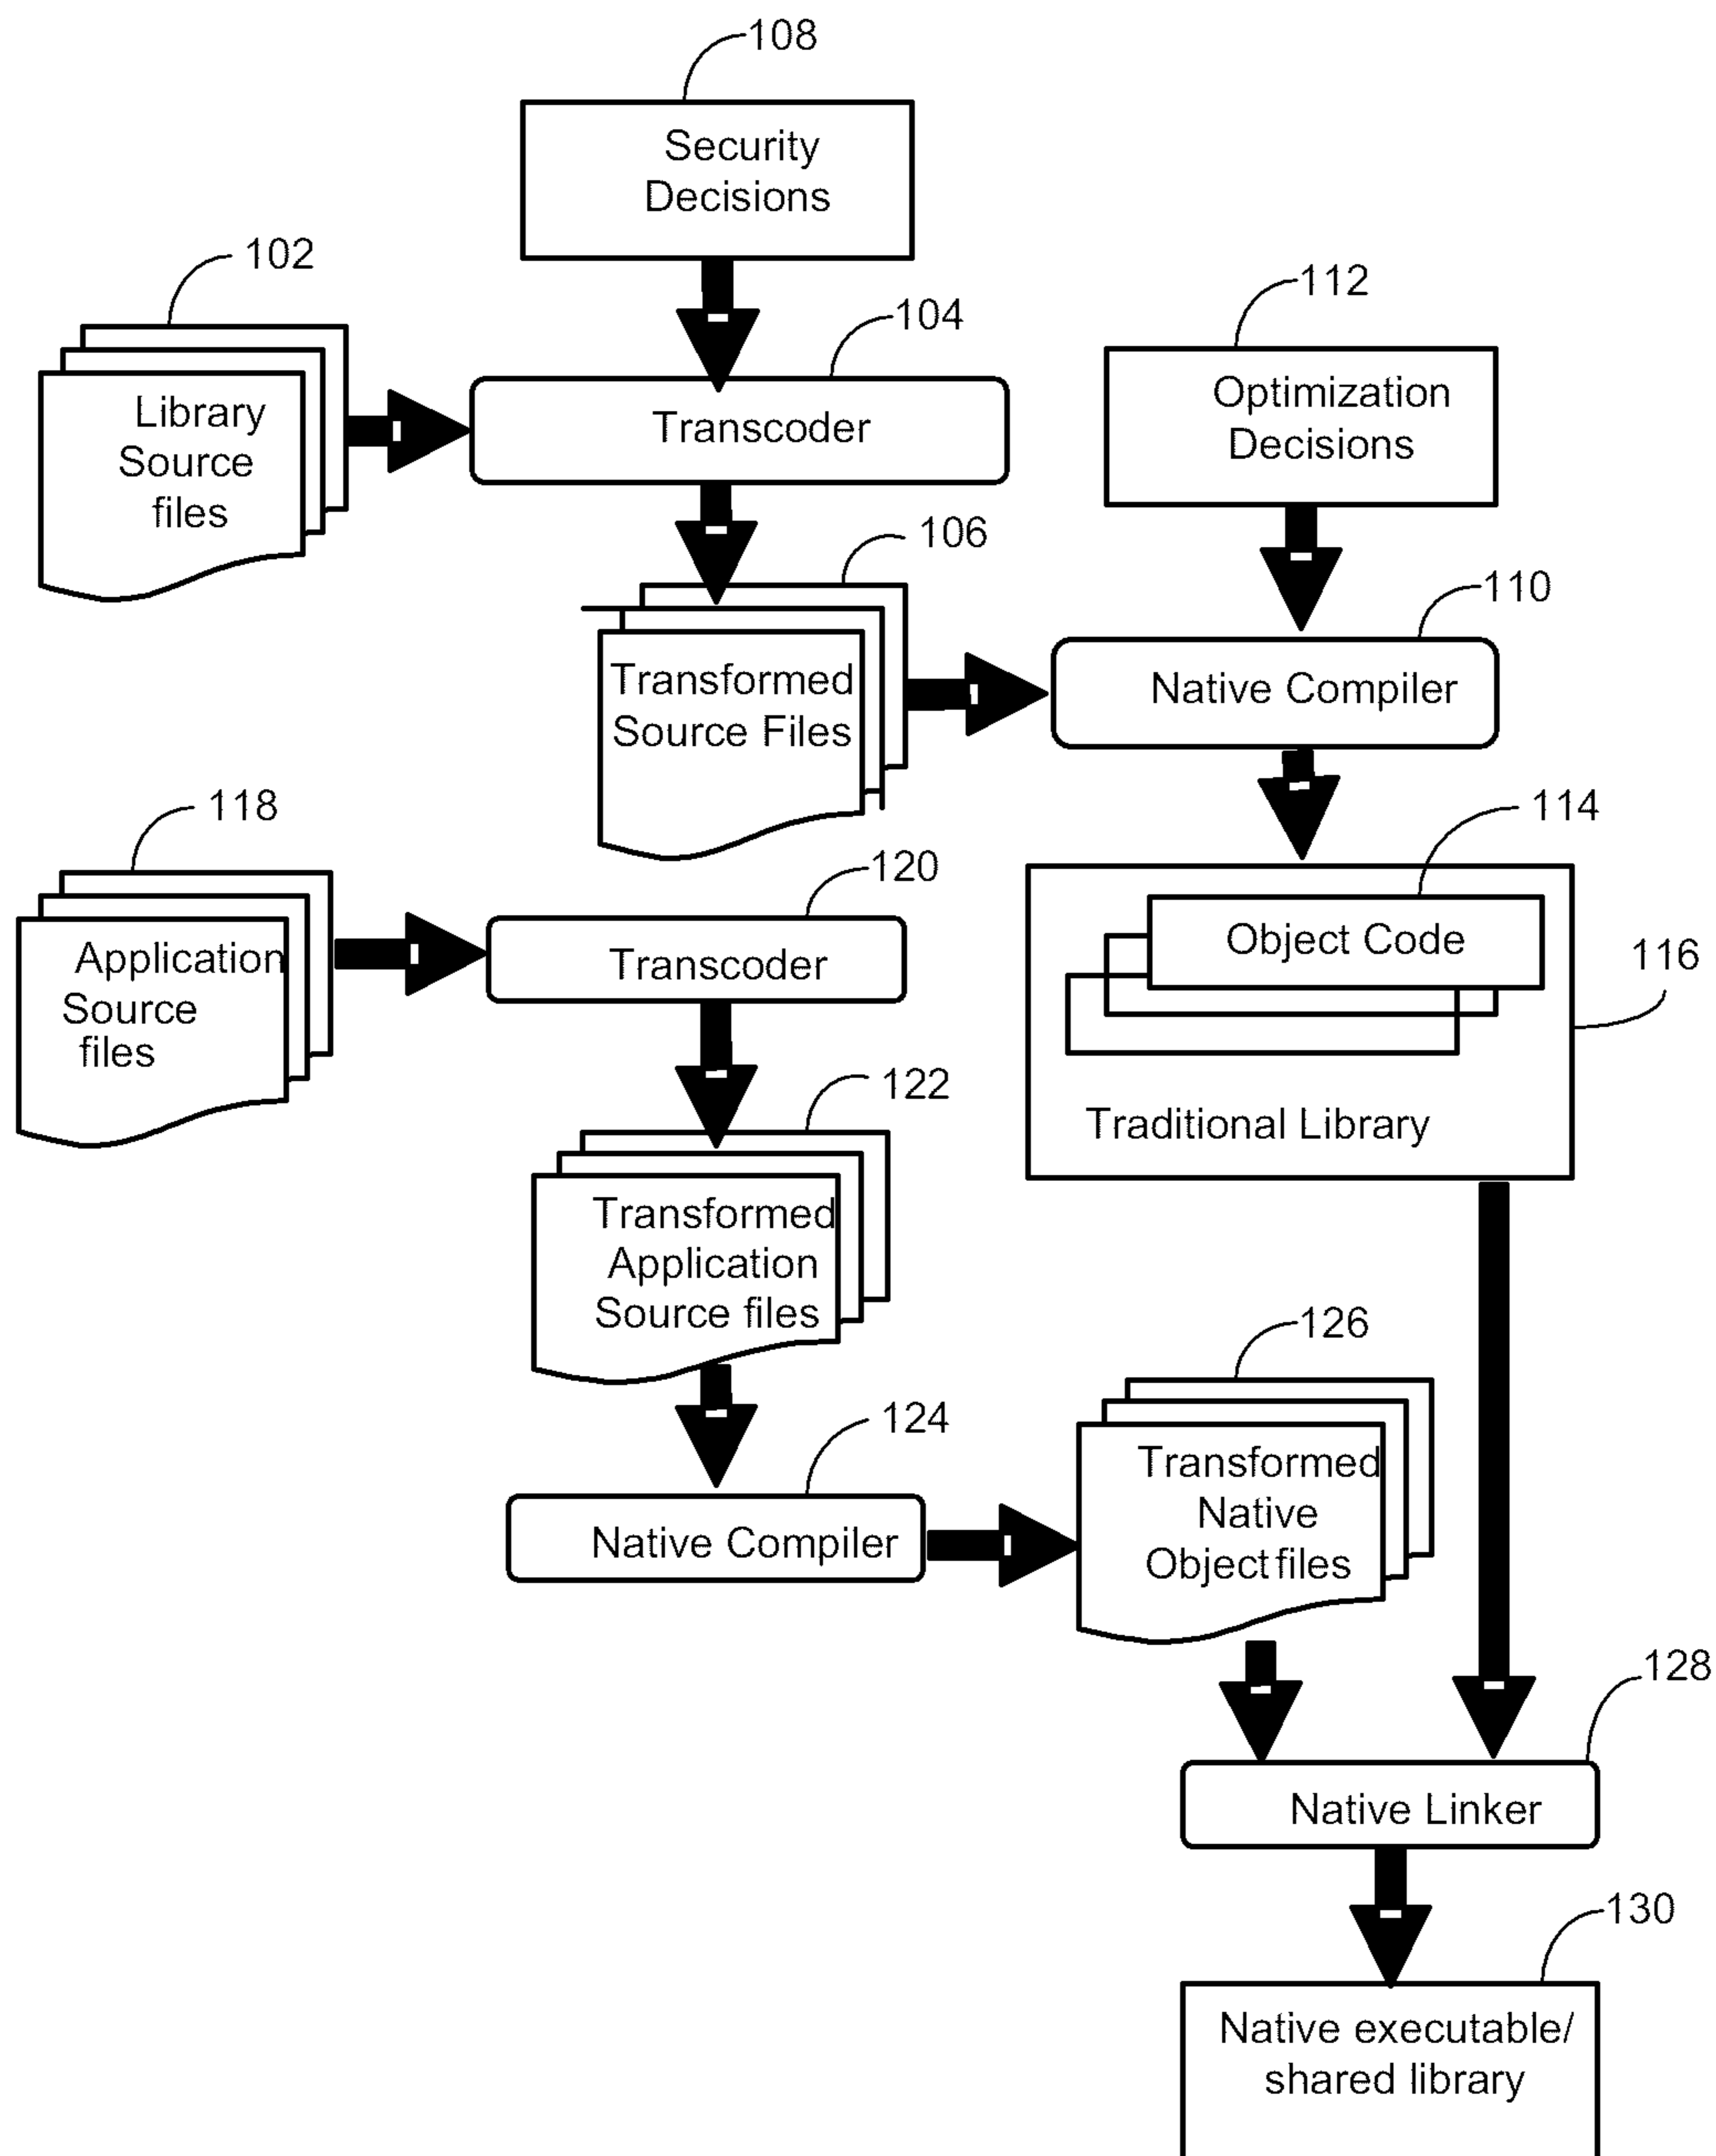 108
Security
Decisions
102
112
104
Library
Source
files
Transcoder
Optimization
Decisions
106
110
Transformed
Source Files
Native Compiler
118
114
120
Application
Source
files
Transcoder
Object Code
116
122
Traditional Library
Transformed
Application
Source files
126
124
Transformed
Native
Object files
Native Compiler
128
Native Linker
130
Native executable/
shared library